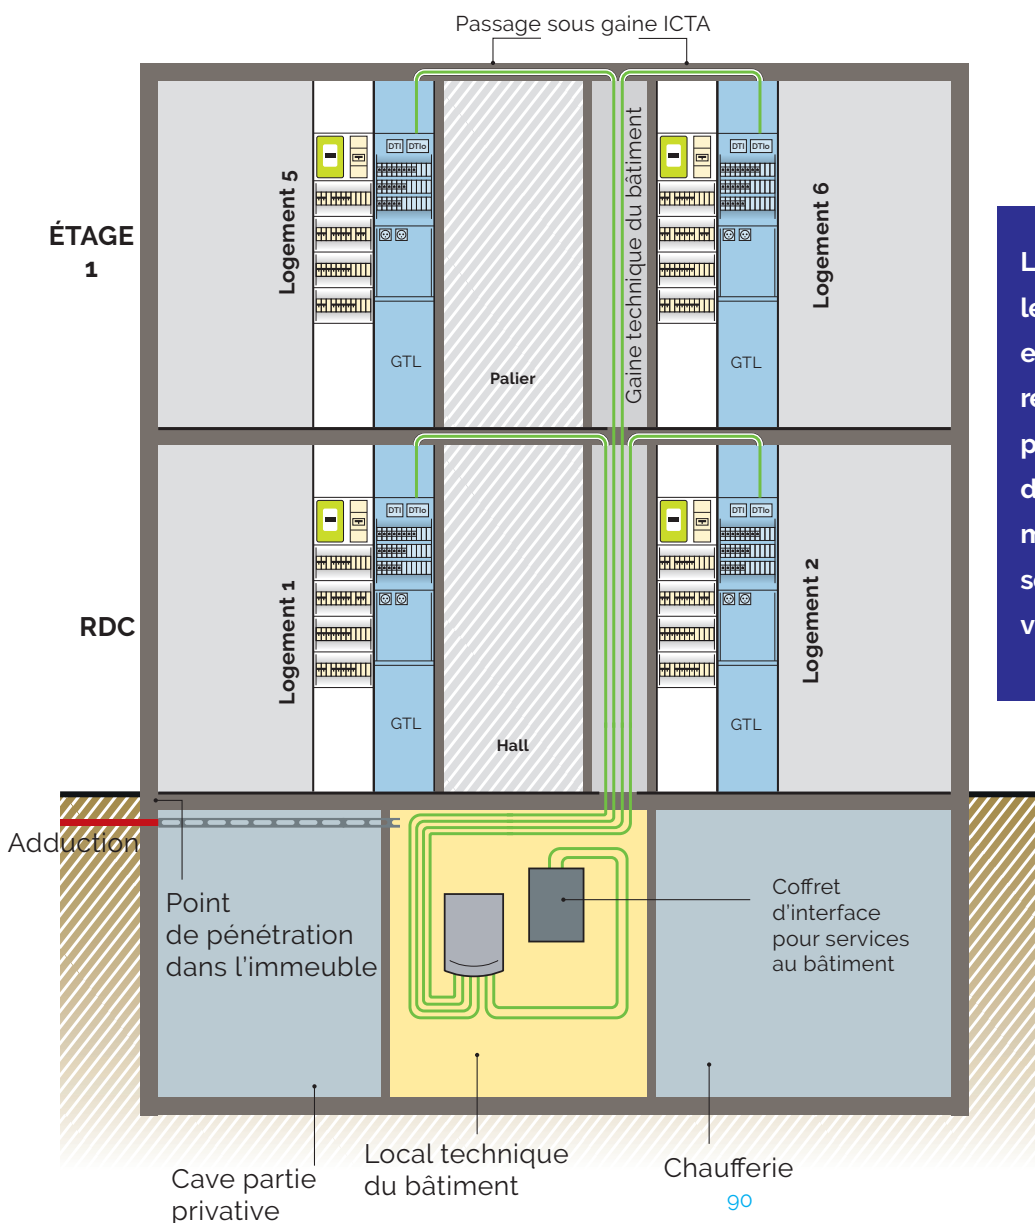 Passage sous gaine ICTA
DTI DTIo
DTI DTIo
Gaine technique du bâtiment
Logement 5
Logement 6
ÉTAGE
1
GTL
GTL
Palier
DTI DTIo
DTI DTIo
Logement 1
Logement 2
RDC
GTL
GTL
Hall
Adduction
Point
de pénétration
dans l'immeuble
Coffret
d'interface
pour services
au bâtiment
Local technique
du bâtiment
Chaufferie
Cave partie
privative
90